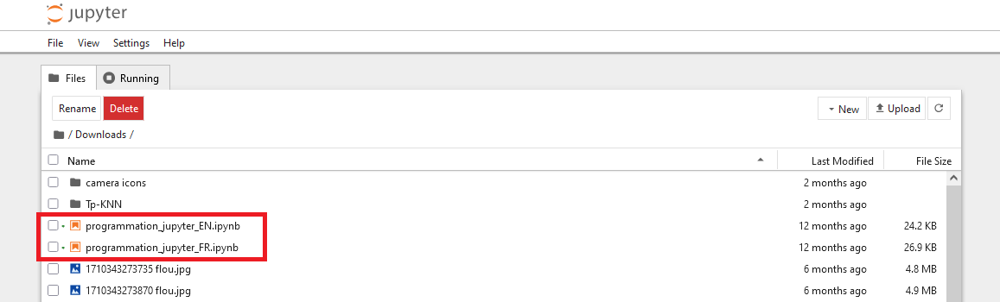 jupyter
File View Settings Help
Files Running
Rename Delete New Upload
/ Downloads /
Name Last Modified File Size
camera icons 2 months ago
Tp-KNN 2 months ago
programmation_jupyter_EN.ipynb 12 months ago 24.2 KB
programmation_jupyter_FR.ipynb 12 months ago 26.9 KB
1710343273735 flou.jpg 6 months ago 4.8 MB
1710343273870 flou.jpg 6 months ago 4.9 MB